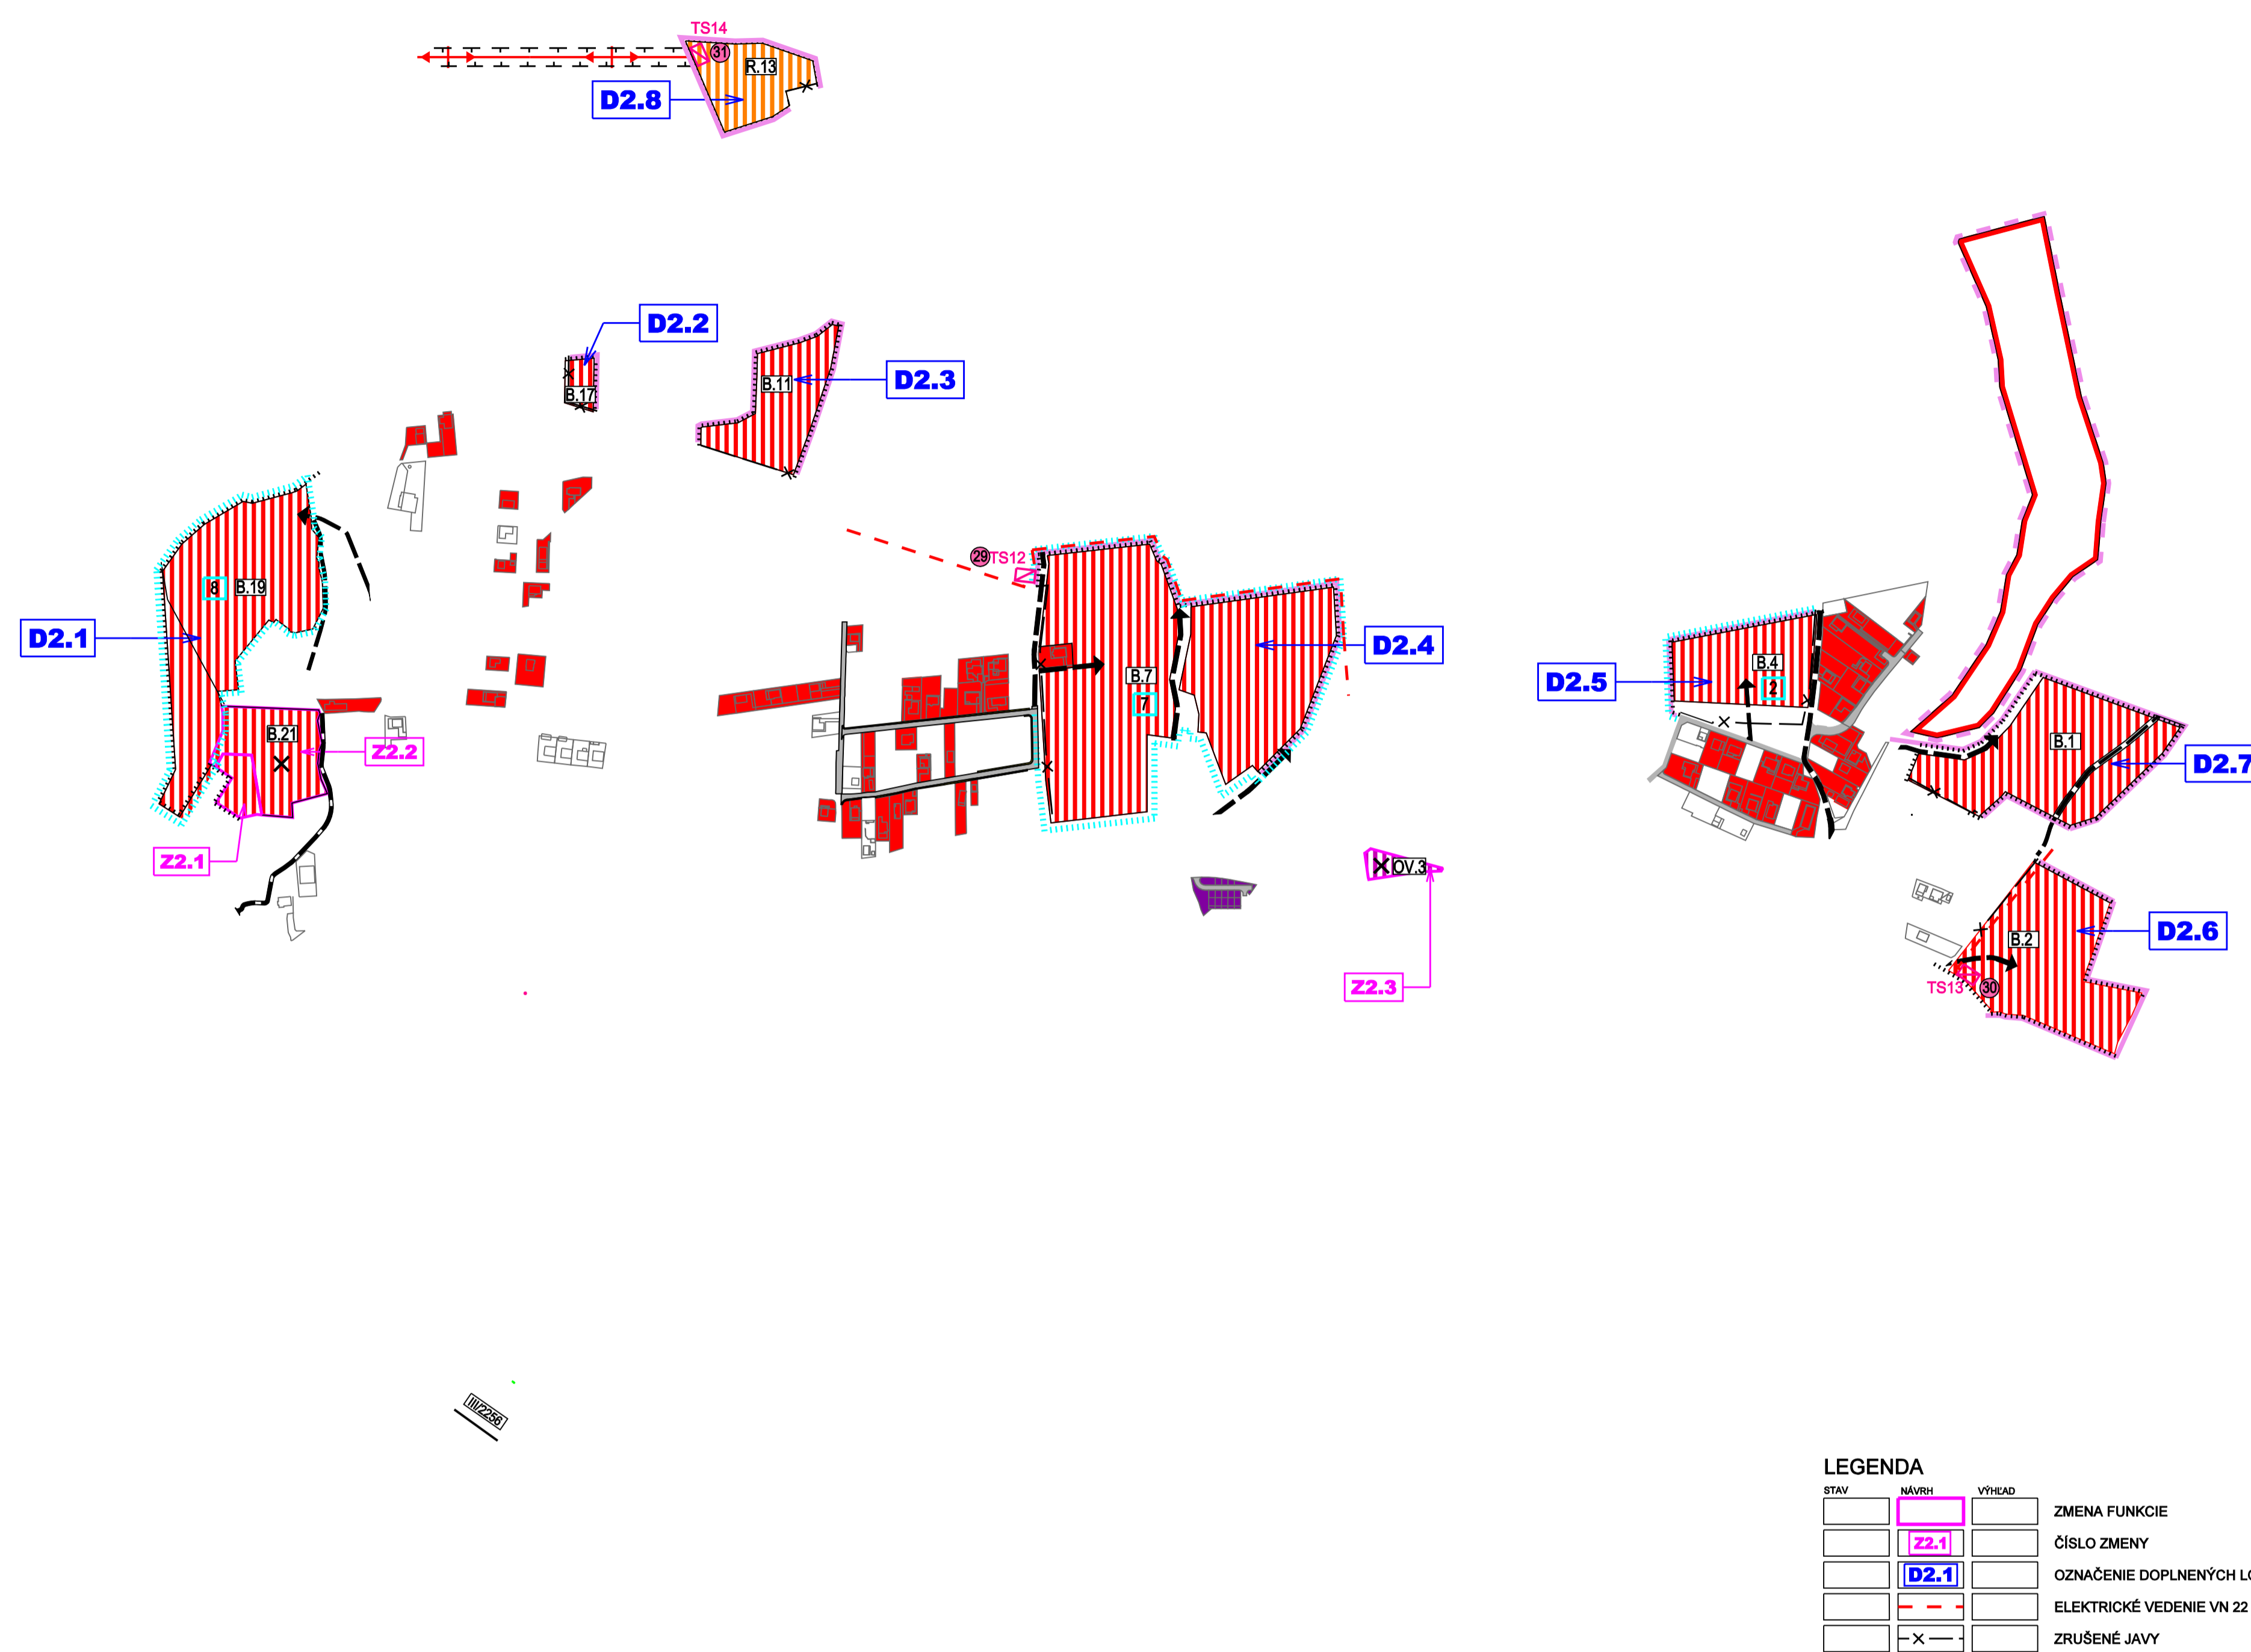 TS14
31
R.13
D2.8
D2.2
B.17
B.11
D2.3
29
TS12
8
B.19
D2.1
B.7
7
D2.4
B.4
2
D2.5
B.21
Z2.2
Z2.1
B.1
D2.7
OV.3
Z2.3
B.2
D2.6
TS13
30
III/2256
LEGENDA
STAV NÁVRH VÝHĽAD
ZMENA FUNKCIE
Z2.1 ČÍSLO ZMENY
D2.1 OZNAČENIE DOPLNENÝCH
ELEKTRICKÉ VEDENIE VN 22
ZRUŠENÉ JAVY